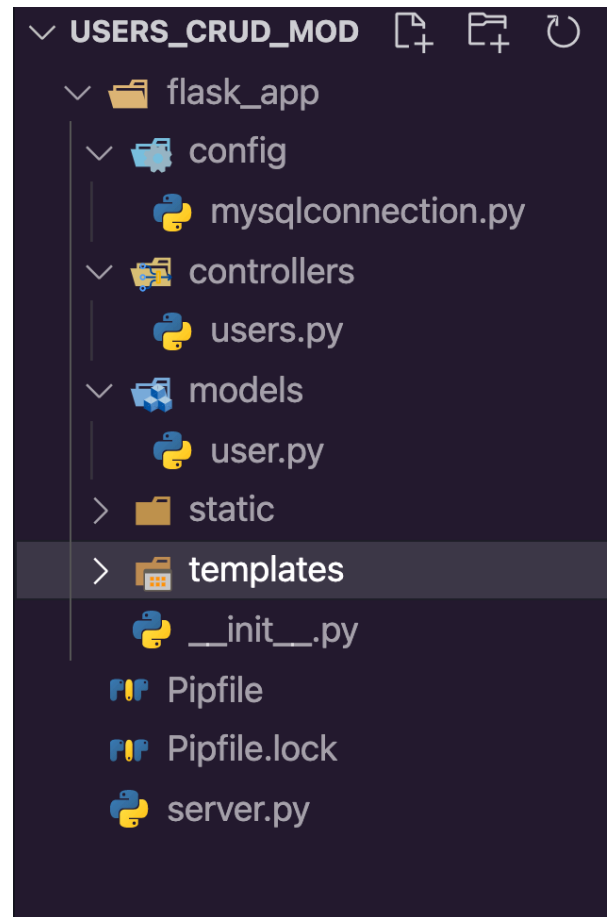 USERS_CRUD_MOD
flask_app
config
mysqlconnection.py
controllers
users.py
models
user.py
static
templates
__init__.py
Pipfile
Pipfile.lock
server.py